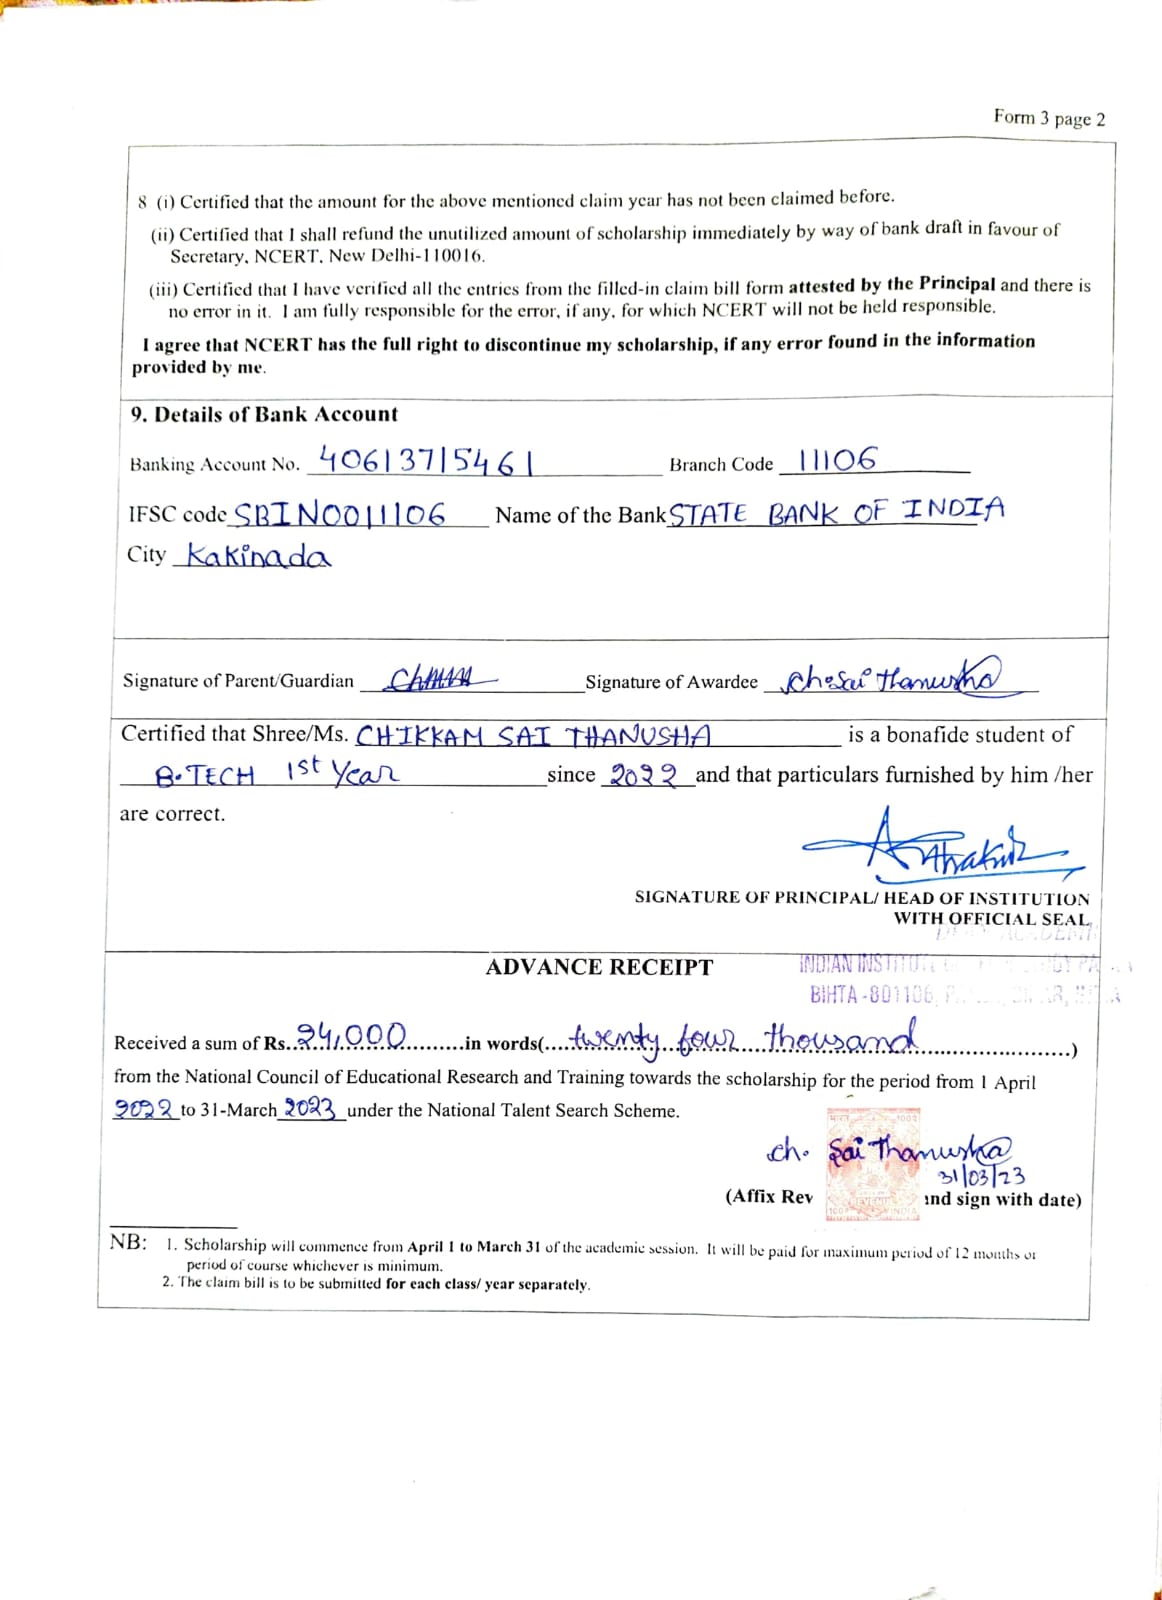 Form 3 page 2
8 (i) Certified that the amount for the above mentioned claim year has not been claimed before.
(ii) Certified that I shall refund the unutilized amount of scholarship immediately by way of bank draft in favour of
Secretary, NCERT, New Delhi-110016.
(iii) Certified that I have verified all the entries from the filled-in claim bill form attested by the Principal and there is
no error in it. I am fully responsible for the error, if any, for which NCERT will not be held responsible.
I agree that NCERT has the full right to discontinue my scholarship, if any error found in the information
provided by me.
9. Details of Bank Account
Banking Account No. 40613715461 Branch Code 11106
IFSC code SBIN0011106 Name of the Bank STATE BANK OF INDIA
City Kakinada
Signature of Parent/Guardian Signature of Awardee Ch. Sai Thanusha
Certified that Shree/Ms. CHIKKAM SAI THANUSHA is a bonafide student of
B.TECH 1st Year since 2022 and that particulars furnished by him /her
are correct.
AThakur
SIGNATURE OF PRINCIPAL/ HEAD OF INSTITUTION
WITH OFFICIAL SEAL
ADVANCE RECEIPT
INDIAN
BIHTA-801106,
Received a sum of Rs..24,000.........in words(....twenty four thousand..............................)
from the National Council of Educational Research and Training towards the scholarship for the period from 1 April
2022 to 31-March 2023 under the National Talent Search Scheme.
ch. Sai Thanusha
31/03/23
(Affix Rev and sign with date)
NB: 1. Scholarship will commence from April 1 to March 31 of the academic session. It will be paid for maximum period of 12 months or
period of course whichever is minimum.
2. The claim bill is to be submitted for each class/ year separately.